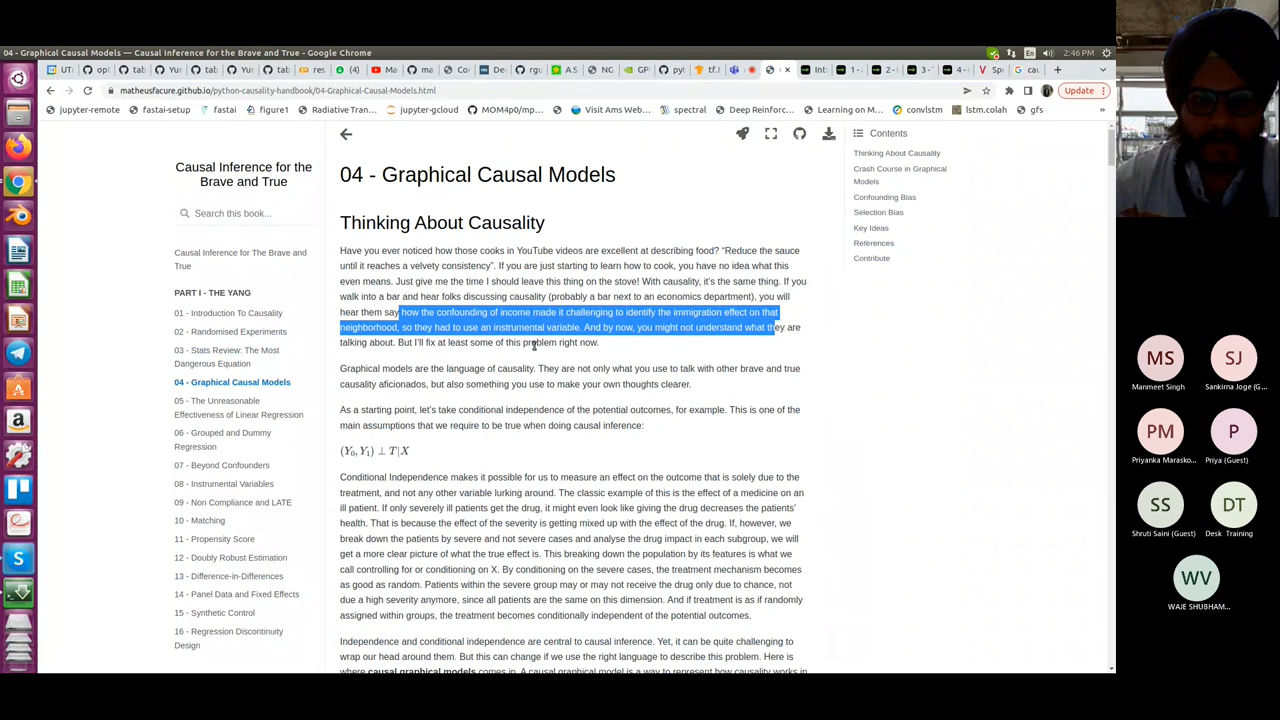 04 - Graphical Causal Models — Causal Inference for the Brave and True - Google Chrome
En
2:46 PM
matheusfacure.github.io/python-causality-handbook/04-Graphical-Causal-Models.html
Update
jupyter-remote
fastai-setup
fastai
figure1
Radiative Tran...
jupyter-gcloud
MOM4p0/mp...
Visit Ams Web...
spectral
Deep Reinforc...
Learning on M...
convlstm
lstm.colah
gfs
Causal Inference for the
Brave and True
Search this book...
Causal Inference for The Brave and
True
PART I - THE YANG
01 - Introduction To Causality
02 - Randomised Experiments
03 - Stats Review: The Most
Dangerous Equation
04 - Graphical Causal Models
05 - The Unreasonable
Effectiveness of Linear Regression
06 - Grouped and Dummy
Regression
07 - Beyond Confounders
08 - Instrumental Variables
09 - Non Compliance and LATE
10 - Matching
11 - Propensity Score
12 - Doubly Robust Estimation
13 - Difference-in-Differences
14 - Panel Data and Fixed Effects
15 - Synthetic Control
16 - Regression Discontinuity
Design
04 - Graphical Causal Models
Thinking About Causality
Have you ever noticed how those cooks in YouTube videos are excellent at describing food? “Reduce the sauce
until it reaches a velvety consistency”. If you are just starting to learn how to cook, you have no idea what this
even means. Just give me the time I should leave this thing on the stove! With causality, it’s the same thing. If you
walk into a bar and hear folks discussing causality (probably a bar next to an economics department), you will
hear them say how the confounding of income made it challenging to identify the immigration effect on that
neighborhood, so they had to use an instrumental variable. And by now, you might not understand what they are
talking about. But I’ll fix at least some of this problem right now.
Graphical models are the language of causality. They are not only what you use to talk with other brave and true
causality aficionados, but also something you use to make your own thoughts clearer.
As a starting point, let’s take conditional independence of the potential outcomes, for example. This is one of the
main assumptions that we require to be true when doing causal inference:
(Y₀, Y₁) ⊥ T|X
Conditional Independence makes it possible for us to measure an effect on the outcome that is solely due to the
treatment, and not any other variable lurking around. The classic example of this is the effect of a medicine on an
ill patient. If only severely ill patients get the drug, it might even look like giving the drug decreases the patients’
health. That is because the effect of the severity is getting mixed up with the effect of the drug. If, however, we
break down the patients by severe and not severe cases and analyse the drug impact in each subgroup, we will
get a more clear picture of what the true effect is. This breaking down the population by its features is what we
call controlling for or conditioning on X. By conditioning on the severe cases, the treatment mechanism becomes
as good as random. Patients within the severe group may or may not receive the drug only due to chance, not
due a high severity anymore, since all patients are the same on this dimension. And if treatment is as if randomly
assigned within groups, the treatment becomes conditionally independent of the potential outcomes.
Independence and conditional independence are central to causal inference. Yet, it can be quite challenging to
wrap our head around them. But this can change if we use the right language to describe this problem. Here is
where causal graphical models comes in. A causal graphical model is a way to represent how causality works in
Contents
Thinking About Causality
Crash Course in Graphical
Models
Confounding Bias
Selection Bias
Key Ideas
References
Contribute
MS
SJ
Manmeet Singh
Sankirna Joge (G...
PM
P
Priyanka Marasko...
Priya (Guest)
SS
DT
Shruti Saini (Guest)
Desk Training
WV
WAJE SHUBHAM...